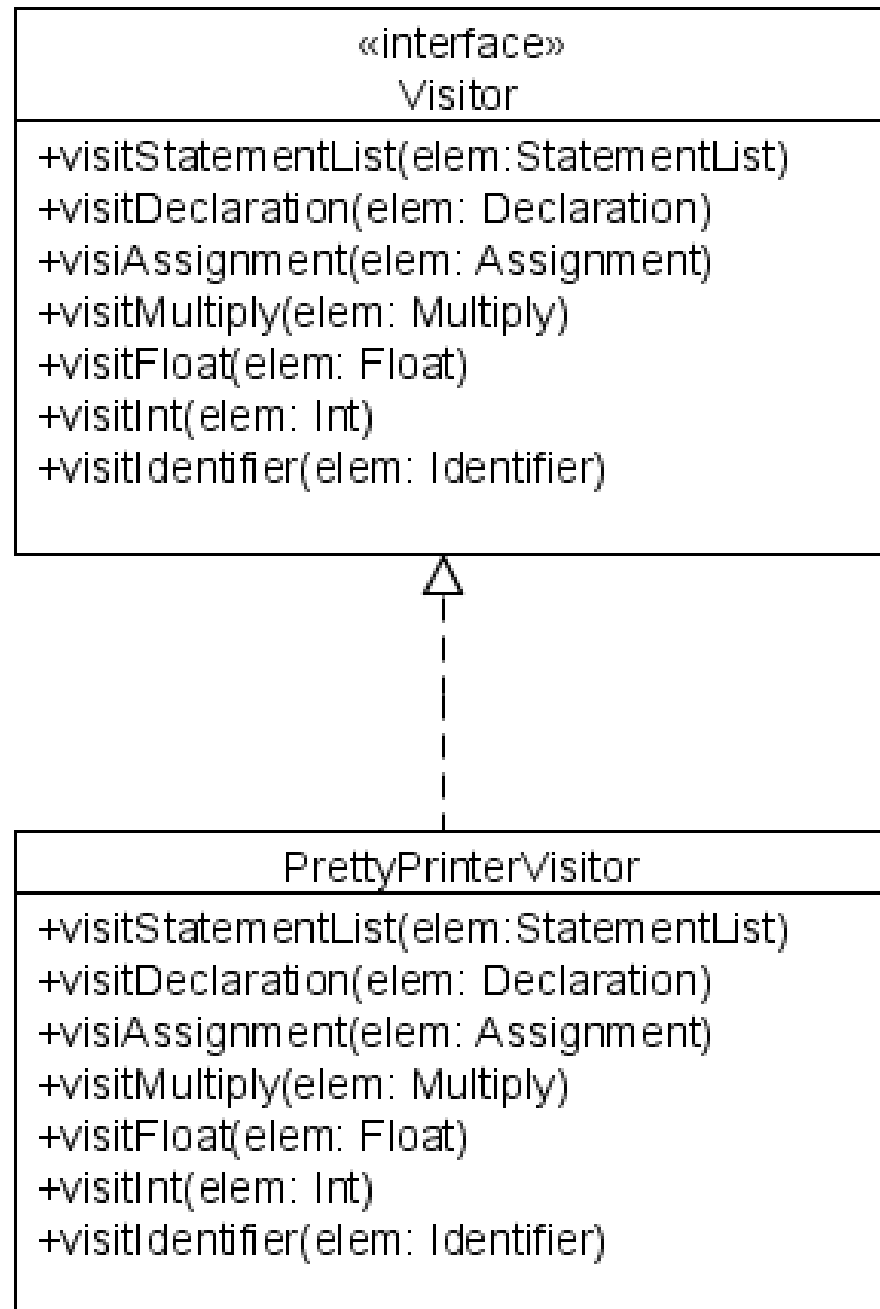 «interface»
Visitor
+visitStatementList(elem:StatementList)
+visitDeclaration(elem: Declaration)
+visiAssignment(elem: Assignment)
+visitMultiply(elem: Multiply)
+visitFloat(elem: Float)
+visitInt(elem: Int)
+visitIdentifier(elem: Identifier)
PrettyPrinterVisitor
+visitStatementList(elem:StatementList)
+visitDeclaration(elem: Declaration)
+visiAssignment(elem: Assignment)
+visitMultiply(elem: Multiply)
+visitFloat(elem: Float)
+visitInt(elem: Int)
+visitIdentifier(elem: Identifier)